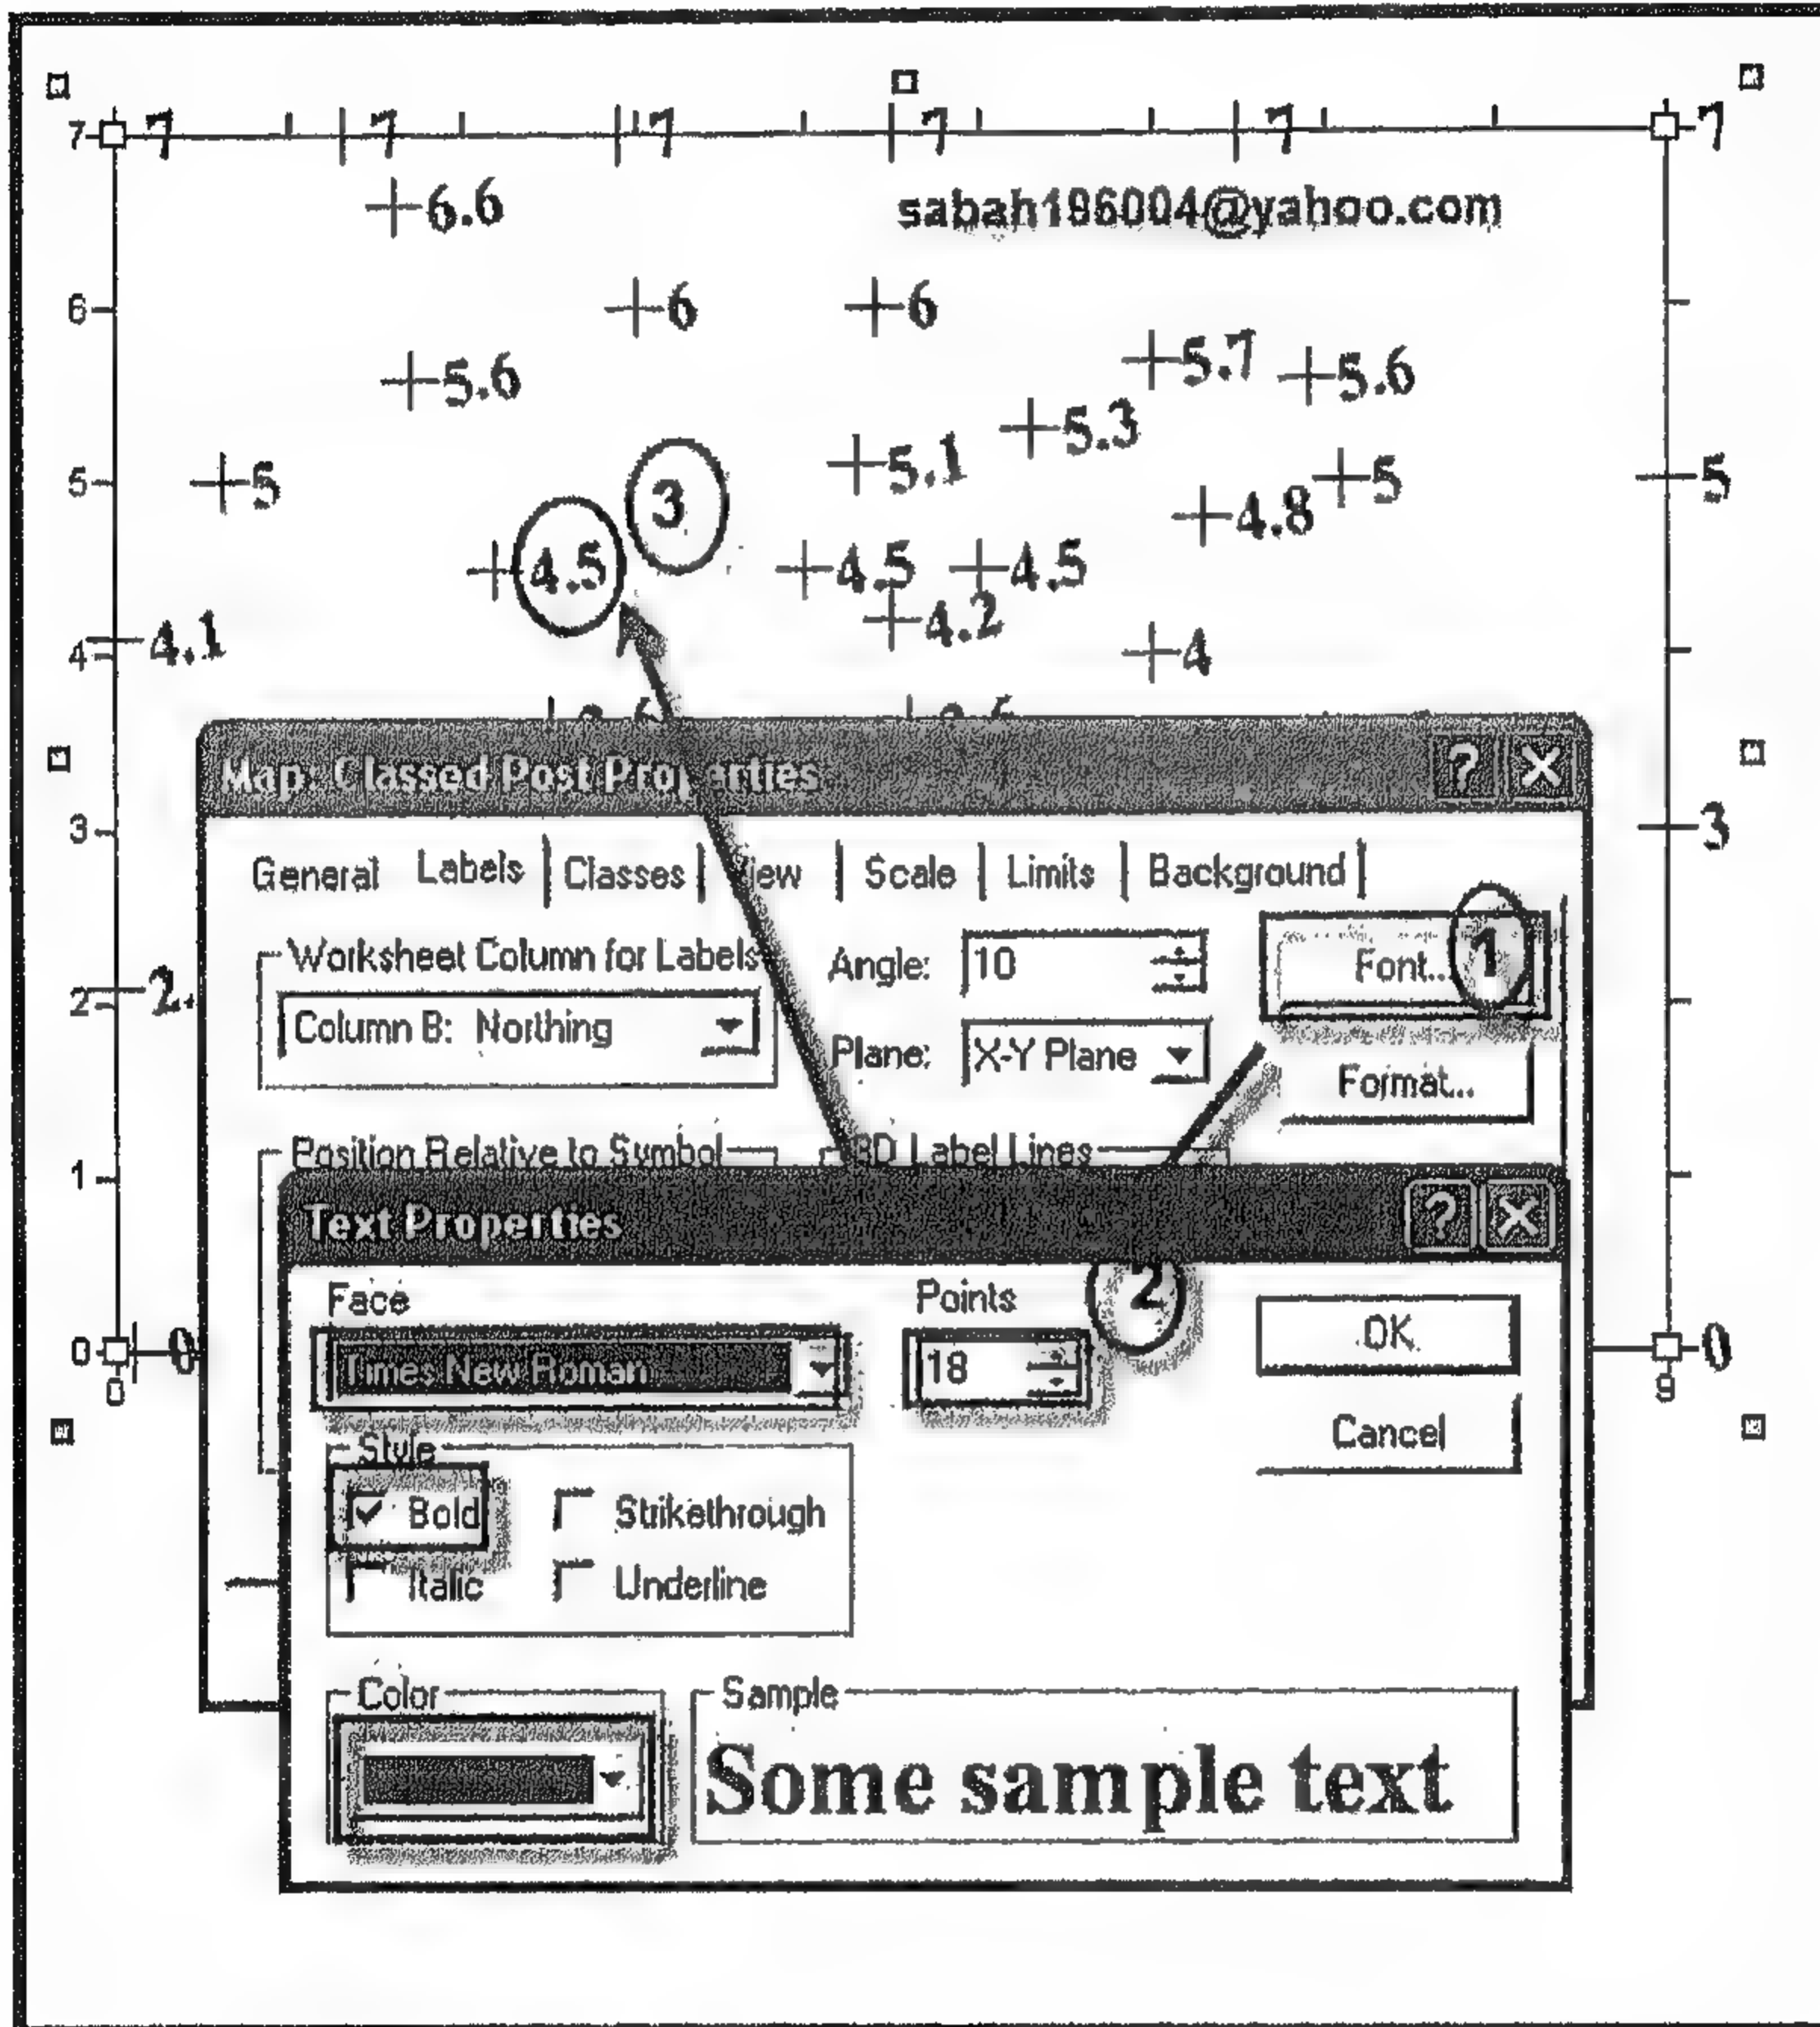 7 7 7 7 7 7 7
6.6
sabah196004@yahoo.com
6 6 6
5.7 5.6
5.6
5.3
5.1
5 5 5 5
3
4.8
4.5 4.5 4.5
4.2
4 4.1 4
Map: Classed Post Properties
3 3
General Labels Classes View Scale Limits Background
Worksheet Column for Labels Angle: 10 Font... 1
2 2.
Column B: Northing Plane: X-Y Plane Format...
1 Position Relative to Symbol 3D Label Lines
Text Properties
Face Points 2
0 0 Times New Roman 18 OK 0
0 9
Cancel
Style
Bold Strikethrough
Italic Underline
Color Sample
Some sample text